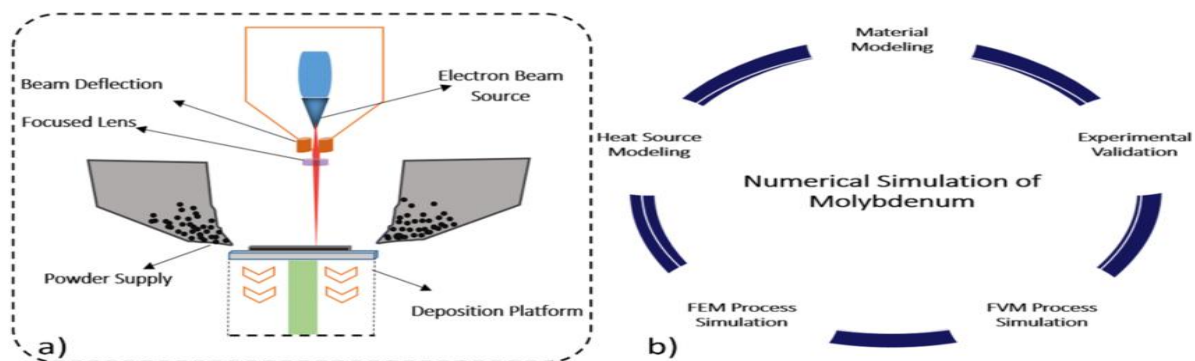 Beam Deflection
Focused Lens
Electron Beam
Source
Powder Supply
Deposition Platform
a)
Material
Modeling
Heat Source
Modeling
Experimental
Validation
Numerical Simulation of
Molybdenum
FEM Process
Simulation
FVM Process
Simulation
b)